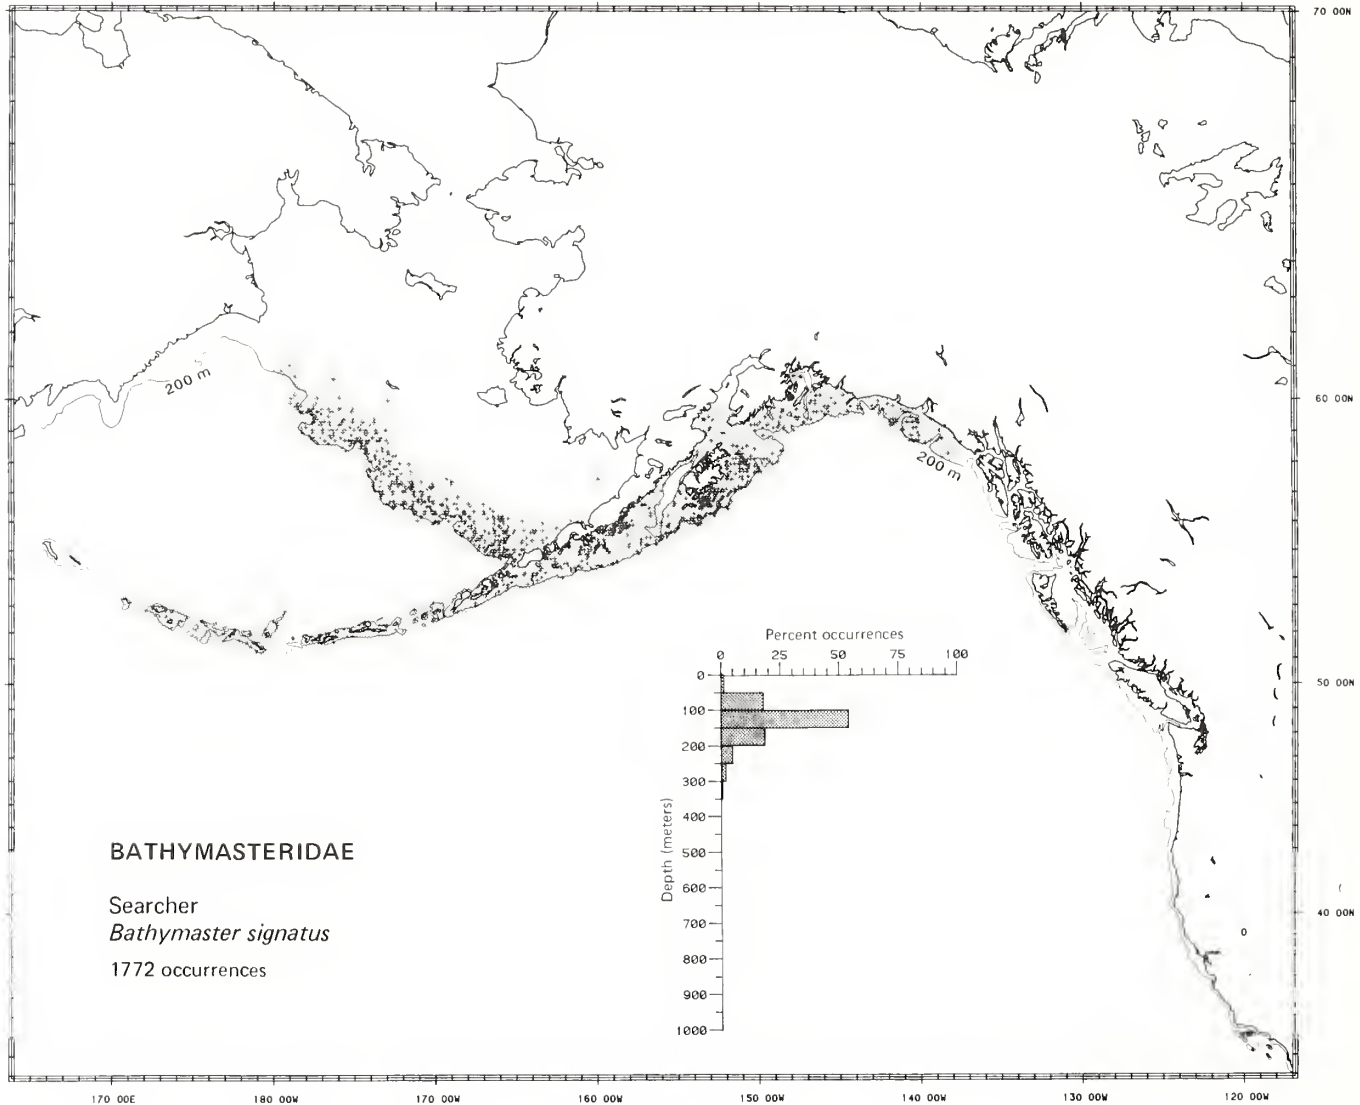 70 00N
200 m
60 00N
200 m
Percent occurrences
0 25 50 75 100
50 00N
0
100
200
300
400
500
600
700
800
900
1000
Depth (meters)
BATHYMASTERIDAE
Searcher
Bathymaster signatus
1772 occurrences
40 00N
170 00E 180 00W 170 00W 160 00W 150 00W 140 00W 130 00W 120 00W